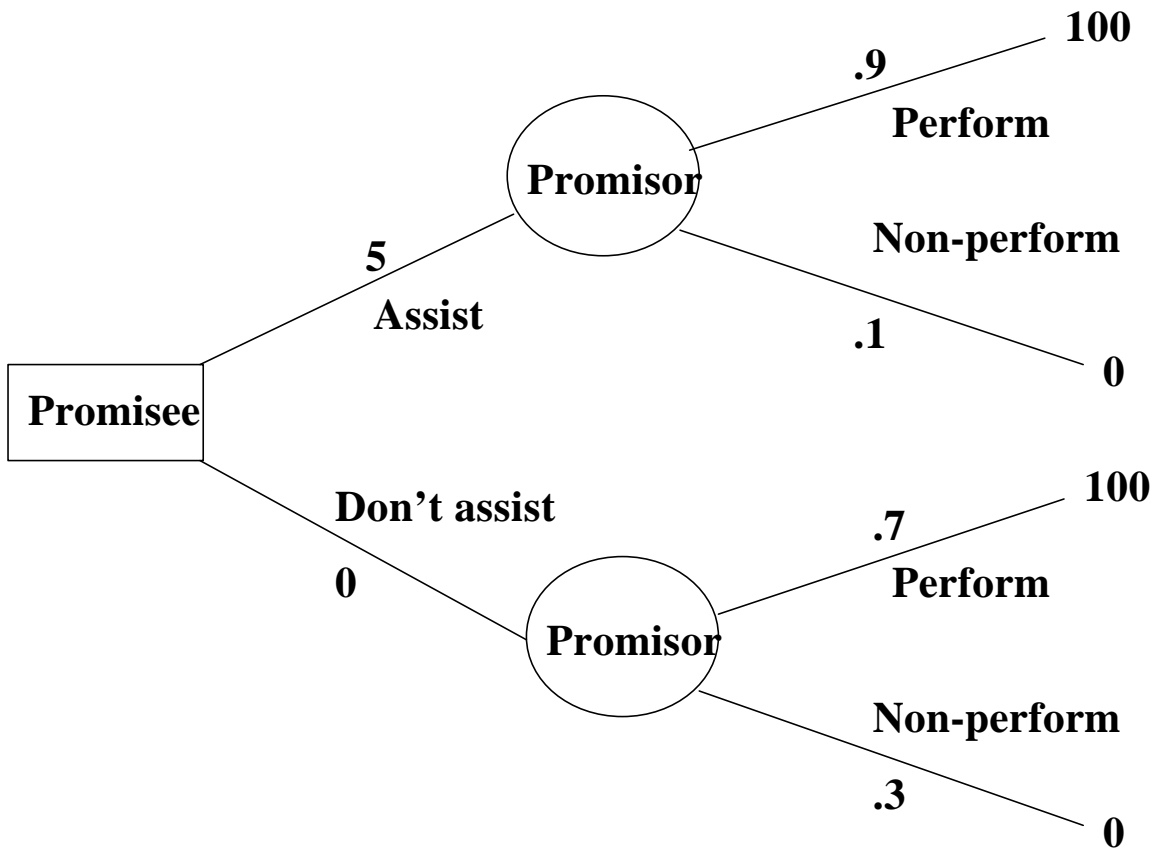 100
.9
Perform
Promisor
Non-perform
5
Assist
.1
0
Promisee
Don't assist
0
100
.7
Perform
Promisor
Non-perform
.3
0